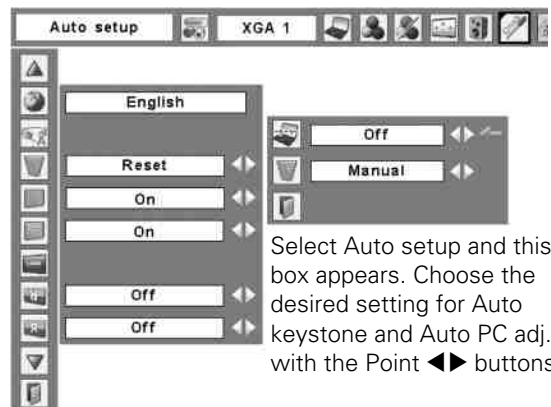 Auto setup
XGA 1
English
Reset
On
On
Off
Off
Off
Manual
Select Auto setup and this
box appears. Choose the
desired setting for Auto
keystone and Auto PC adj.
with the Point ◀▶ buttons